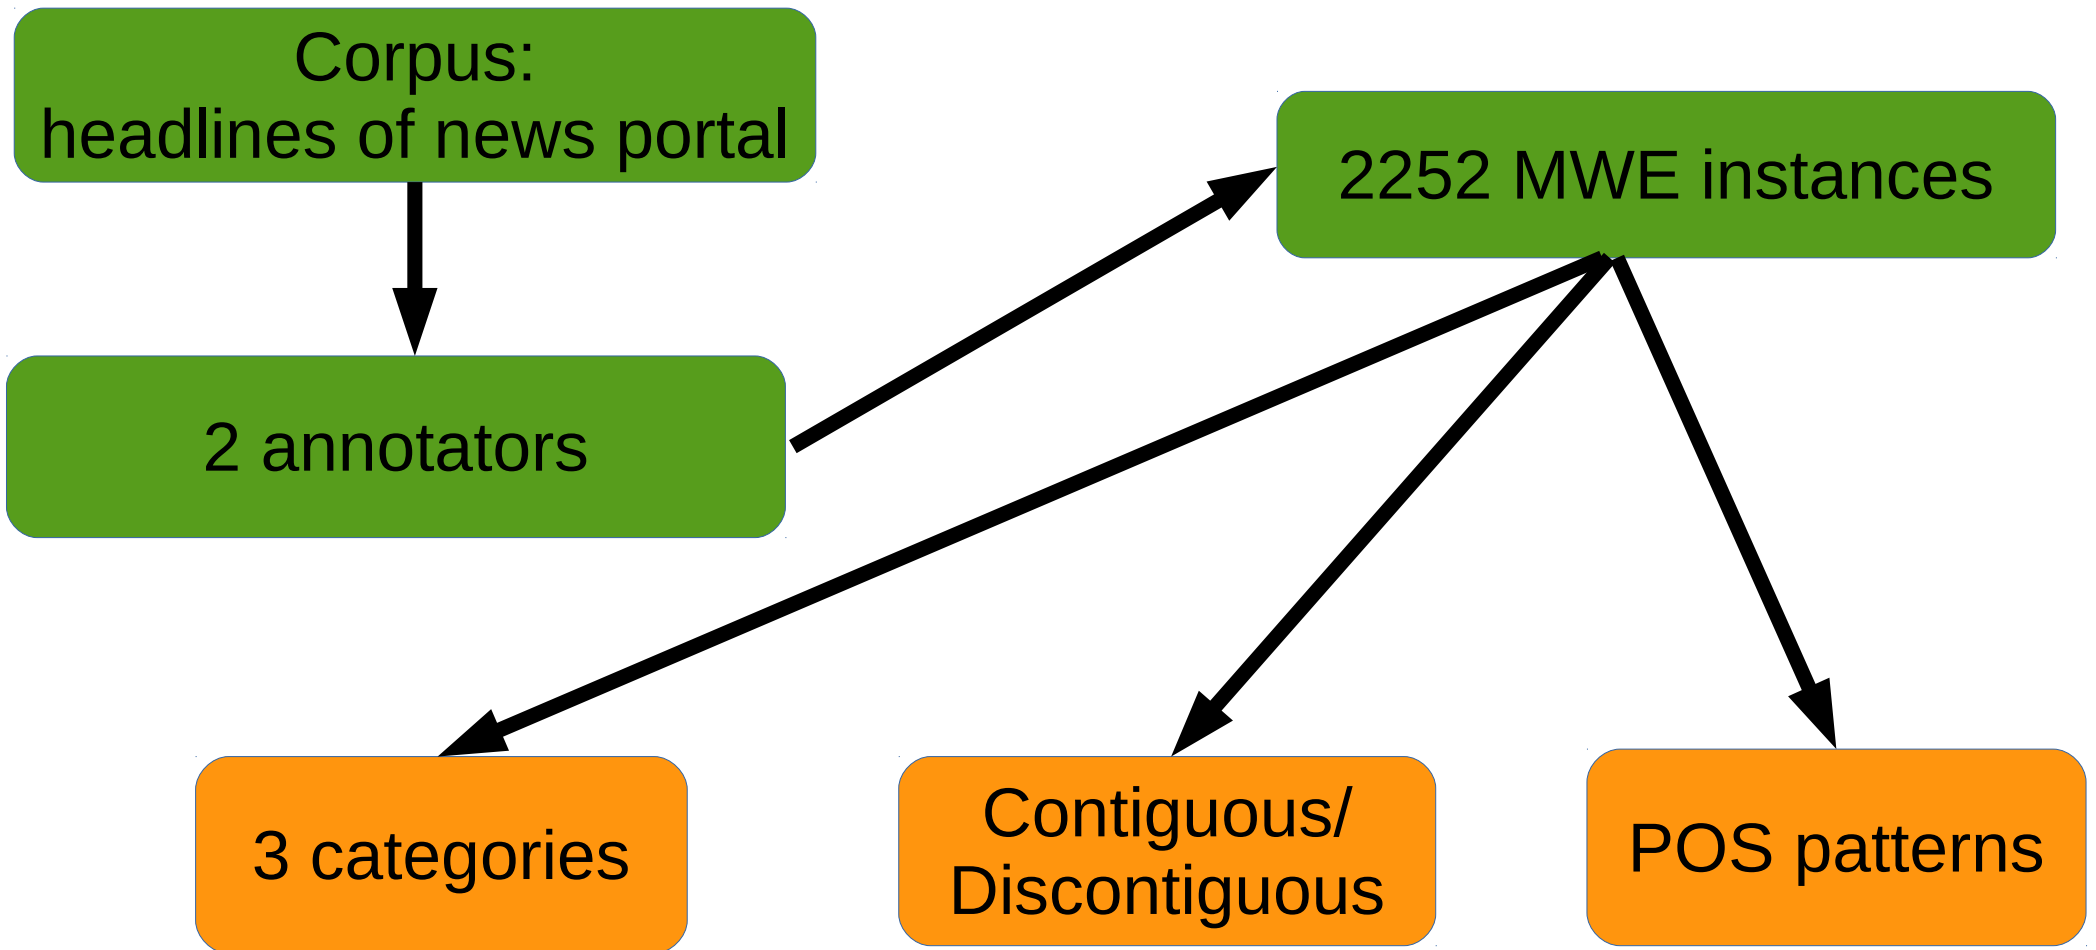 Corpus:
headlines of news portal
2 annotators
2252 MWE instances
3 categories
Contiguous/
Discontiguous
POS patterns